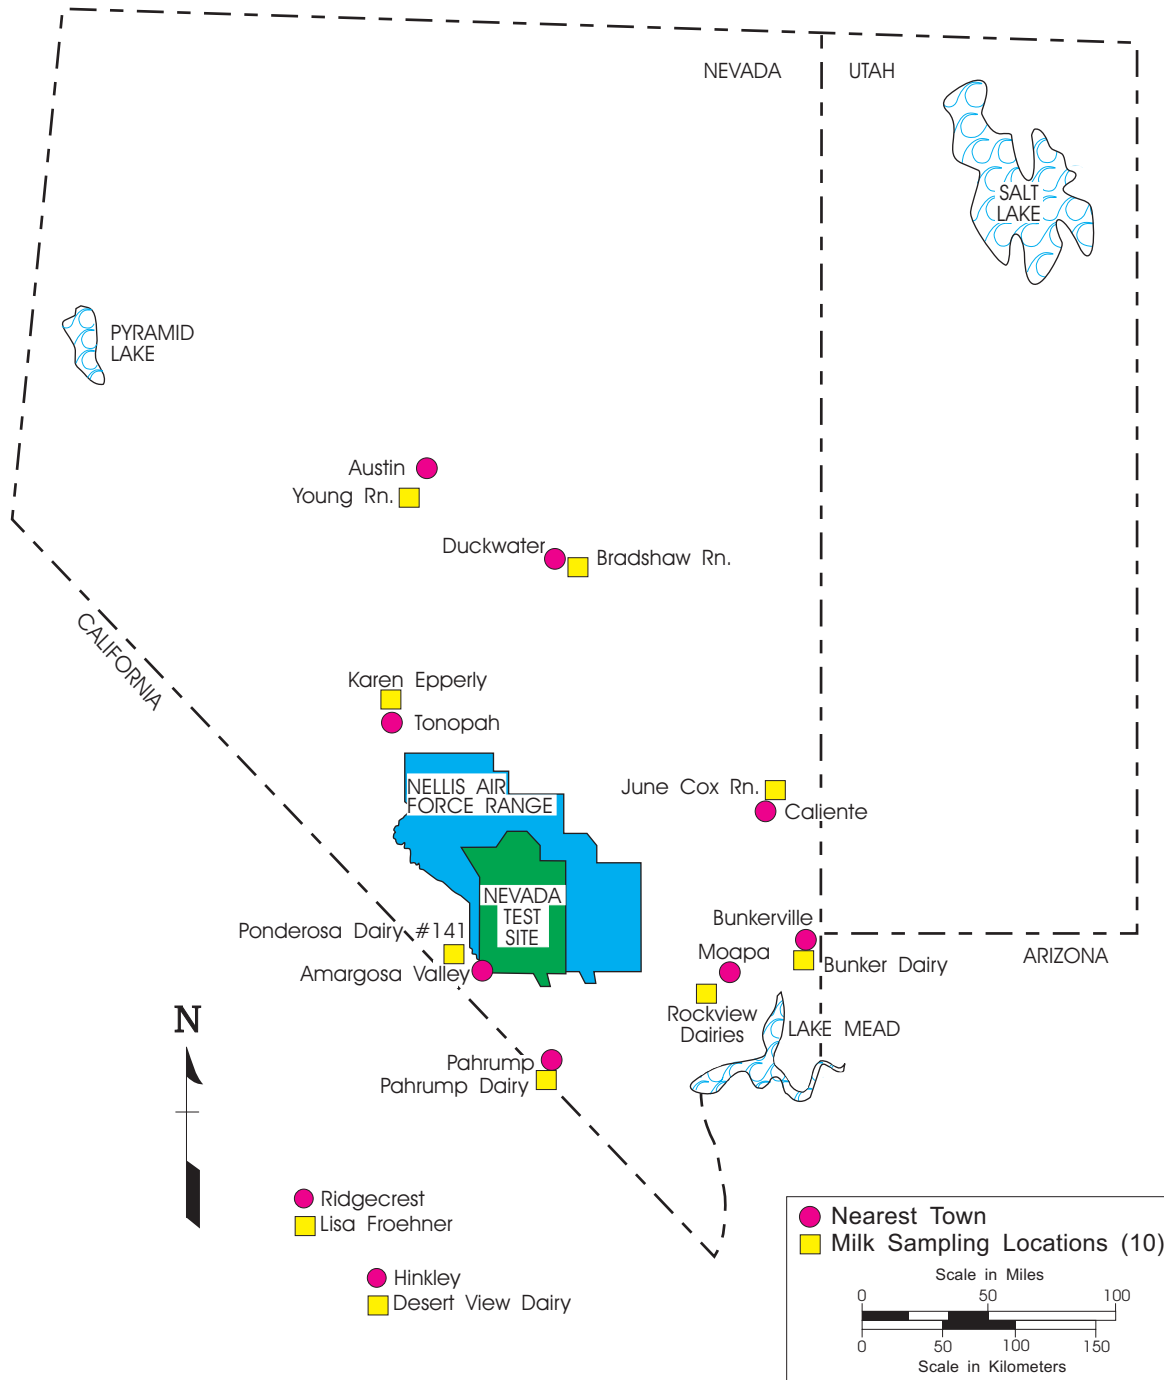 NEVADA
UTAH
SALT
LAKE
PYRAMID
LAKE
Austin
Young Rn.
Duckwater
Bradshaw Rn.
CALIFORNIA
Karen Epperly
Tonopah
NELLIS AIR
FORCE RANGE
June Cox Rn.
Caliente
NEVADA
TEST
SITE
Ponderosa Dairy #141
Amargosa Valley
Bunkerville
Moapa
Bunker Dairy
ARIZONA
Rockview
Dairies
LAKE MEAD
N
Pahrump
Pahrump Dairy
Ridgecrest
Lisa Froehner
Hinkley
Desert View Dairy
Nearest Town
Milk Sampling Locations (10)
Scale in Miles
0 50 100
0 50 100 150
Scale in Kilometers